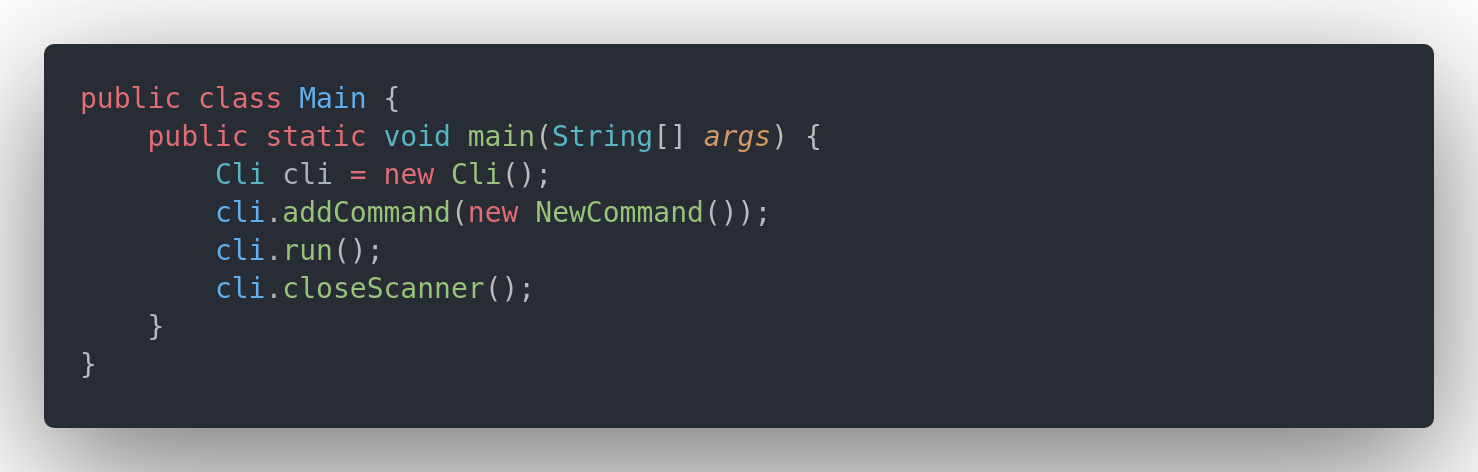 public class Main {
    public static void main(String[] args) {
        Cli cli = new Cli();
        cli.addCommand(new NewCommand());
        cli.run();
        cli.closeScanner();
    }
}